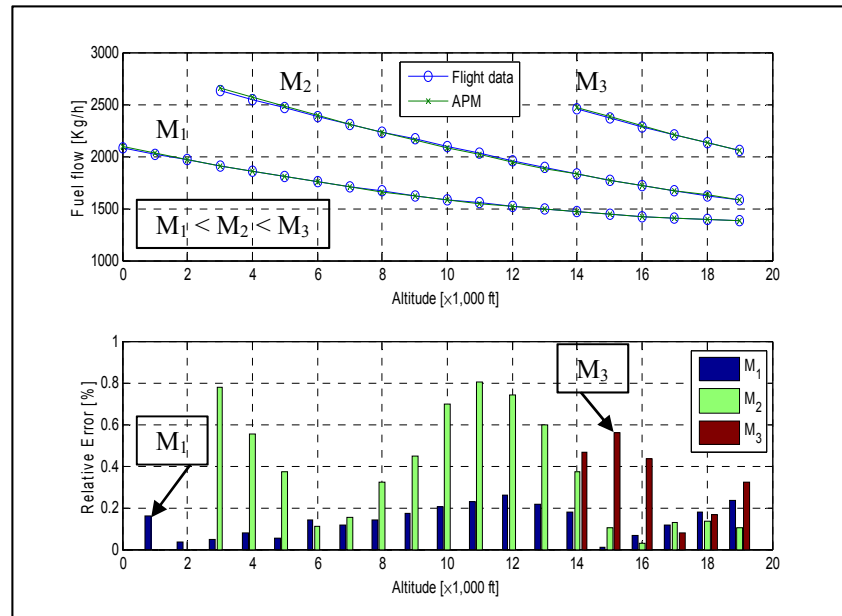 3000
2500
2000
1500
1000
Fuel flow [Kg/h]
M1
M2
M3
Flight data
APM
M1 < M2 < M3
0 2 4 6 8 10 12 14 16 18 20
Altitude [×1,000 ft]
1
0.8
0.6
0.4
0.2
0
Relative Error [%]
M1
M3
M1
M2
M3
0 2 4 6 8 10 12 14 16 18 20
Altitude [×1,000 ft]